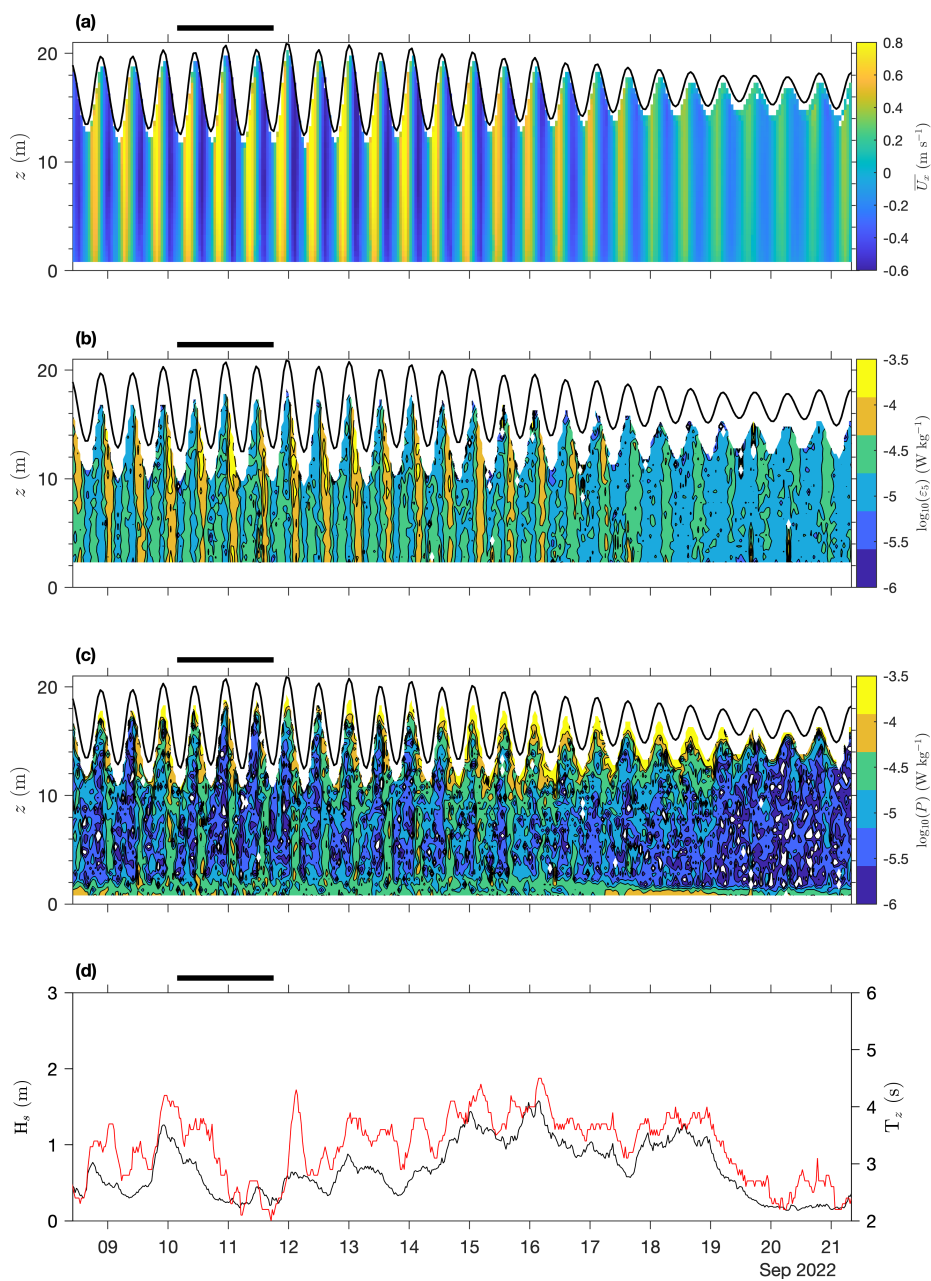 (a)
20
10
0
z (m)
0.8
0.6
0.4
0.2
0
-0.2
-0.4
-0.6
U̅ₓ (m s⁻¹)
(b)
20
10
0
z (m)
-3.5
-4
-4.5
-5
-5.5
-6
log₁₀(ε₅) (W kg⁻¹)
(c)
20
10
0
z (m)
-3.5
-4
-4.5
-5
-5.5
-6
log₁₀(P) (W kg⁻¹)
(d)
3
2
1
0
Hₛ (m)
6
5
4
3
2
T_z (s)
09 10 11 12 13 14 15 16 17 18 19 20 21
Sep 2022